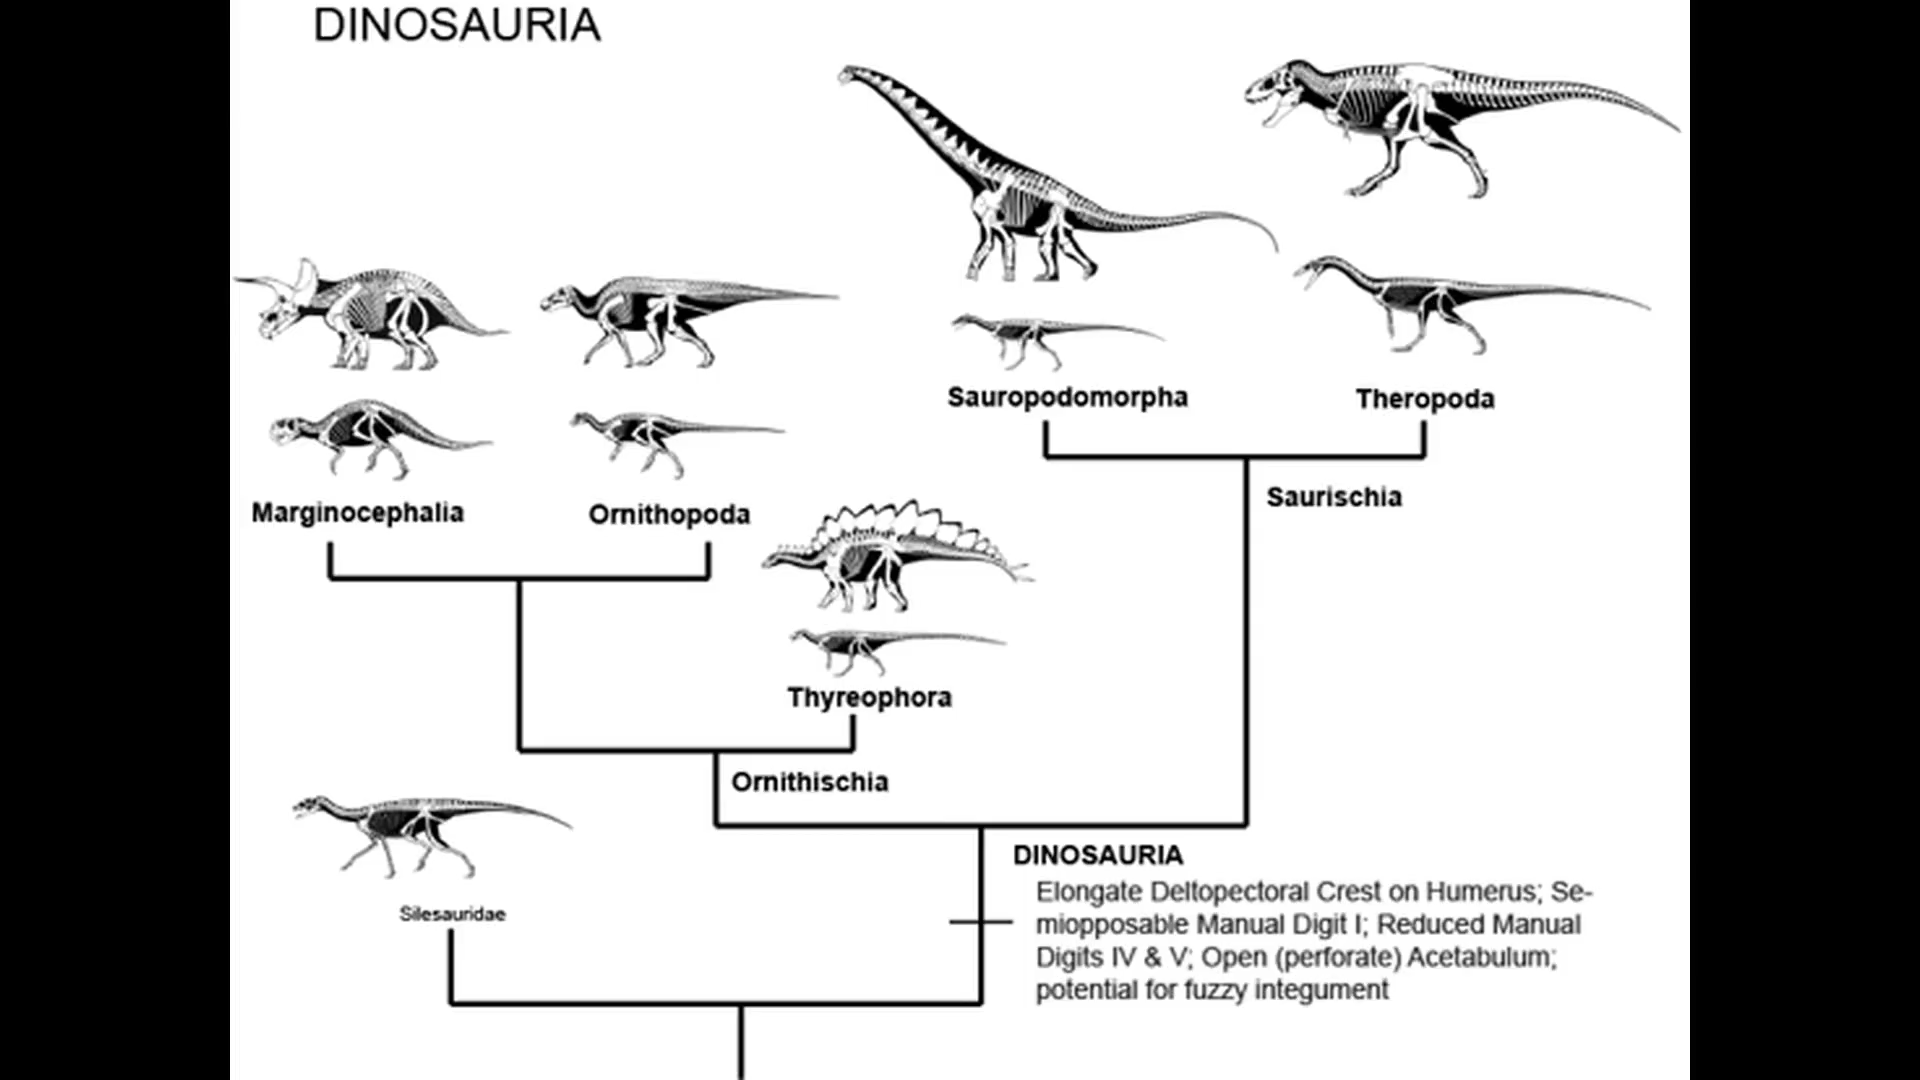 DINOSAURIA
Sauropodomorpha
Theropoda
Saurischia
Marginocephalia
Ornithopoda
Thyreophora
Ornithischia
Silesauridae
DINOSAURIA
Elongate Deltopectoral Crest on Humerus; Se-
miopposable Manual Digit I; Reduced Manual
Digits IV & V; Open (perforate) Acetabulum;
potential for fuzzy integument